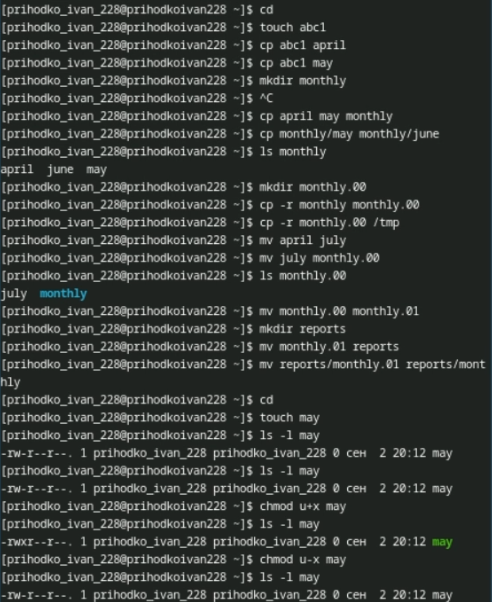 [prihodko_ivan_228@prihodkoivan228 ~]$ cd
[prihodko_ivan_228@prihodkoivan228 ~]$ touch abc1
[prihodko_ivan_228@prihodkoivan228 ~]$ cp abc1 april
[prihodko_ivan_228@prihodkoivan228 ~]$ cp abc1 may
[prihodko_ivan_228@prihodkoivan228 ~]$ mkdir monthly
[prihodko_ivan_228@prihodkoivan228 ~]$ ^C
[prihodko_ivan_228@prihodkoivan228 ~]$ cp april may monthly
[prihodko_ivan_228@prihodkoivan228 ~]$ cp monthly/may monthly/june
[prihodko_ivan_228@prihodkoivan228 ~]$ ls monthly
april  june  may
[prihodko_ivan_228@prihodkoivan228 ~]$ mkdir monthly.00
[prihodko_ivan_228@prihodkoivan228 ~]$ cp -r monthly monthly.00
[prihodko_ivan_228@prihodkoivan228 ~]$ cp -r monthly.00 /tmp
[prihodko_ivan_228@prihodkoivan228 ~]$ mv april july
[prihodko_ivan_228@prihodkoivan228 ~]$ mv july monthly.00
[prihodko_ivan_228@prihodkoivan228 ~]$ ls monthly.00
july  monthly
[prihodko_ivan_228@prihodkoivan228 ~]$ mv monthly.00 monthly.01
[prihodko_ivan_228@prihodkoivan228 ~]$ mkdir reports
[prihodko_ivan_228@prihodkoivan228 ~]$ mv monthly.01 reports
[prihodko_ivan_228@prihodkoivan228 ~]$ mv reports/monthly.01 reports/mont
hly
[prihodko_ivan_228@prihodkoivan228 ~]$ cd
[prihodko_ivan_228@prihodkoivan228 ~]$ touch may
[prihodko_ivan_228@prihodkoivan228 ~]$ ls -l may
-rw-r--r--. 1 prihodko_ivan_228 prihodko_ivan_228 0 сен  2 20:12 may
[prihodko_ivan_228@prihodkoivan228 ~]$ ls -l may
-rw-r--r--. 1 prihodko_ivan_228 prihodko_ivan_228 0 сен  2 20:12 may
[prihodko_ivan_228@prihodkoivan228 ~]$ chmod u+x may
[prihodko_ivan_228@prihodkoivan228 ~]$ ls -l may
-rwxr--r--. 1 prihodko_ivan_228 prihodko_ivan_228 0 сен  2 20:12 may
[prihodko_ivan_228@prihodkoivan228 ~]$ chmod u-x may
[prihodko_ivan_228@prihodkoivan228 ~]$ ls -l may
-rw-r--r--. 1 prihodko_ivan_228 prihodko_ivan_228 0 сен  2 20:12 may